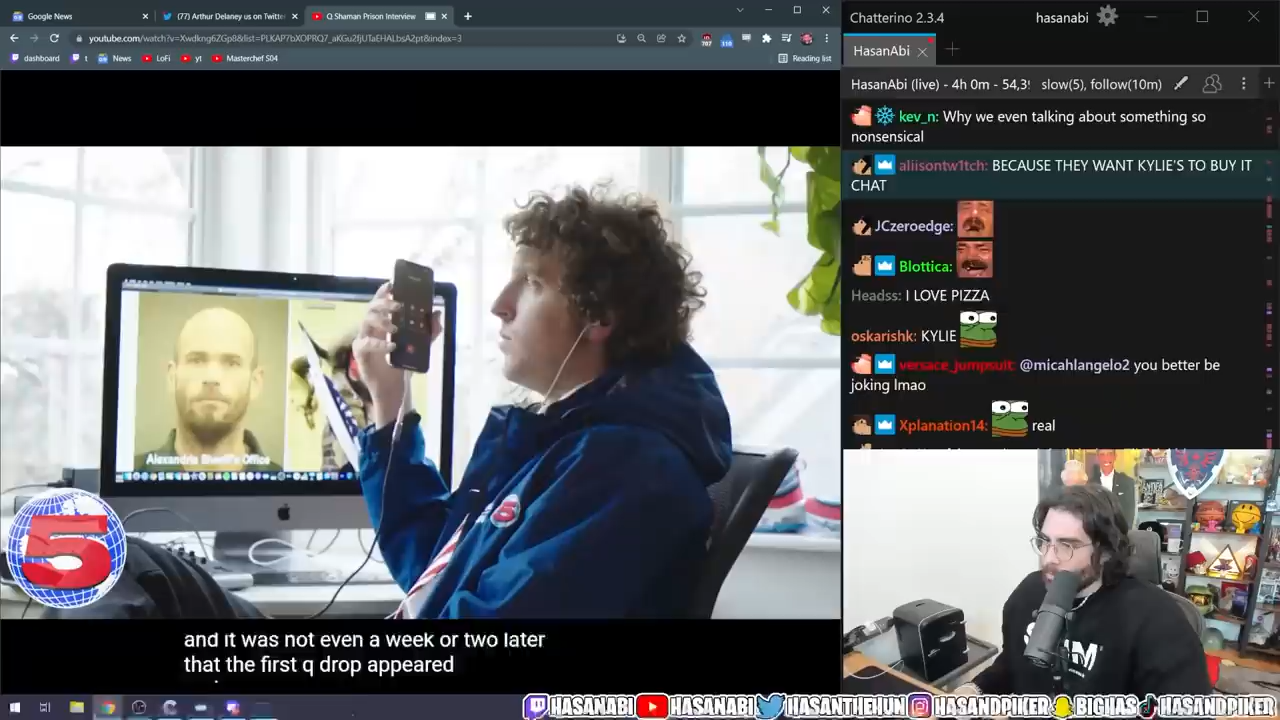 Google News
(77) Arthur Delaney us on Twitte
Q Shaman Prison Interview
youtube.com/watch?v=Xwdkng6ZGp8&list=PLKAP7bXOPRQ7_aKGu2fjUTaEHALbsA2pt&index=3
dashboard
t
News
LoFi
yt
Masterchef S04
Reading list
Alexandria Sheriff's Office
5
5
and it was not even a week or two later
that the first q drop appeared
Chatterino 2.3.4
hasanabi
HasanAbi
HasanAbi (live) - 4h 0m - 54,3
slow(5), follow(10m)
kev_n: Why we even talking about something so
nonsensical
aliisontw1tch: BECAUSE THEY WANT KYLIE'S TO BUY IT
CHAT
JCzeroedge:
Blottica:
Headss: I LOVE PIZZA
oskarishk: KYLIE
versace_jumpsuit: @micahlangelo2 you better be
joking lmao
Xplanation14: real
HASANABI
HASANABI
HASANTHEHUN
HASANDPIKER
BIGHAS
HASANDPIKER